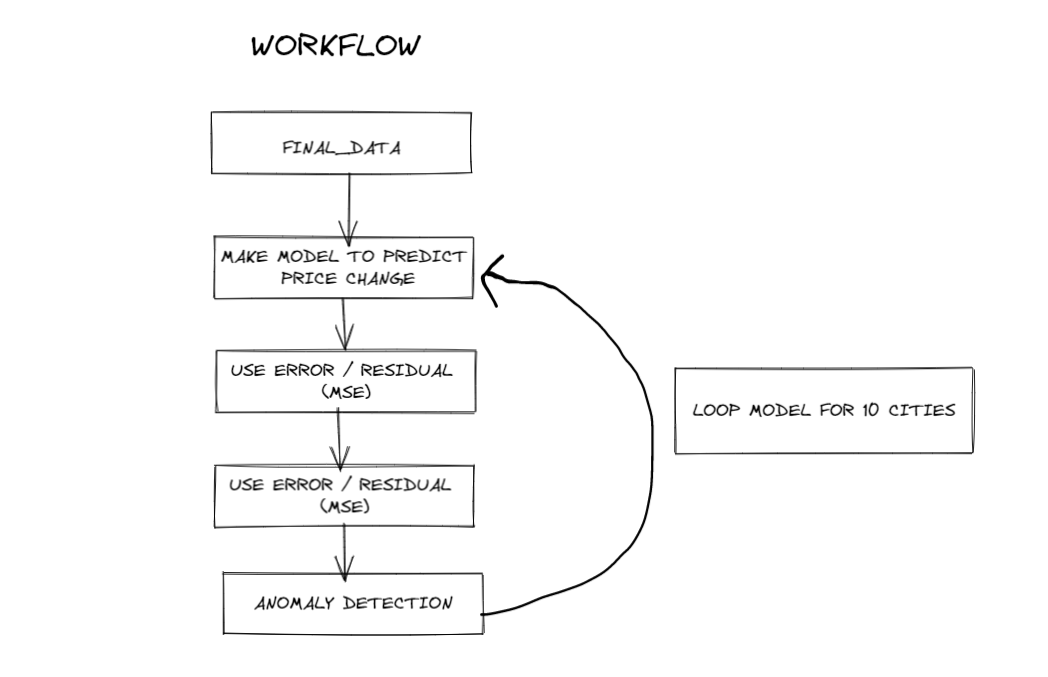 WORKFLOW
FINAL_DATA
MAKE MODEL TO PREDICT
PRICE CHANGE
USE ERROR / RESIDUAL
(MSE)
LOOP MODEL FOR 10 CITIES
USE ERROR / RESIDUAL
(MSE)
ANOMALY DETECTION